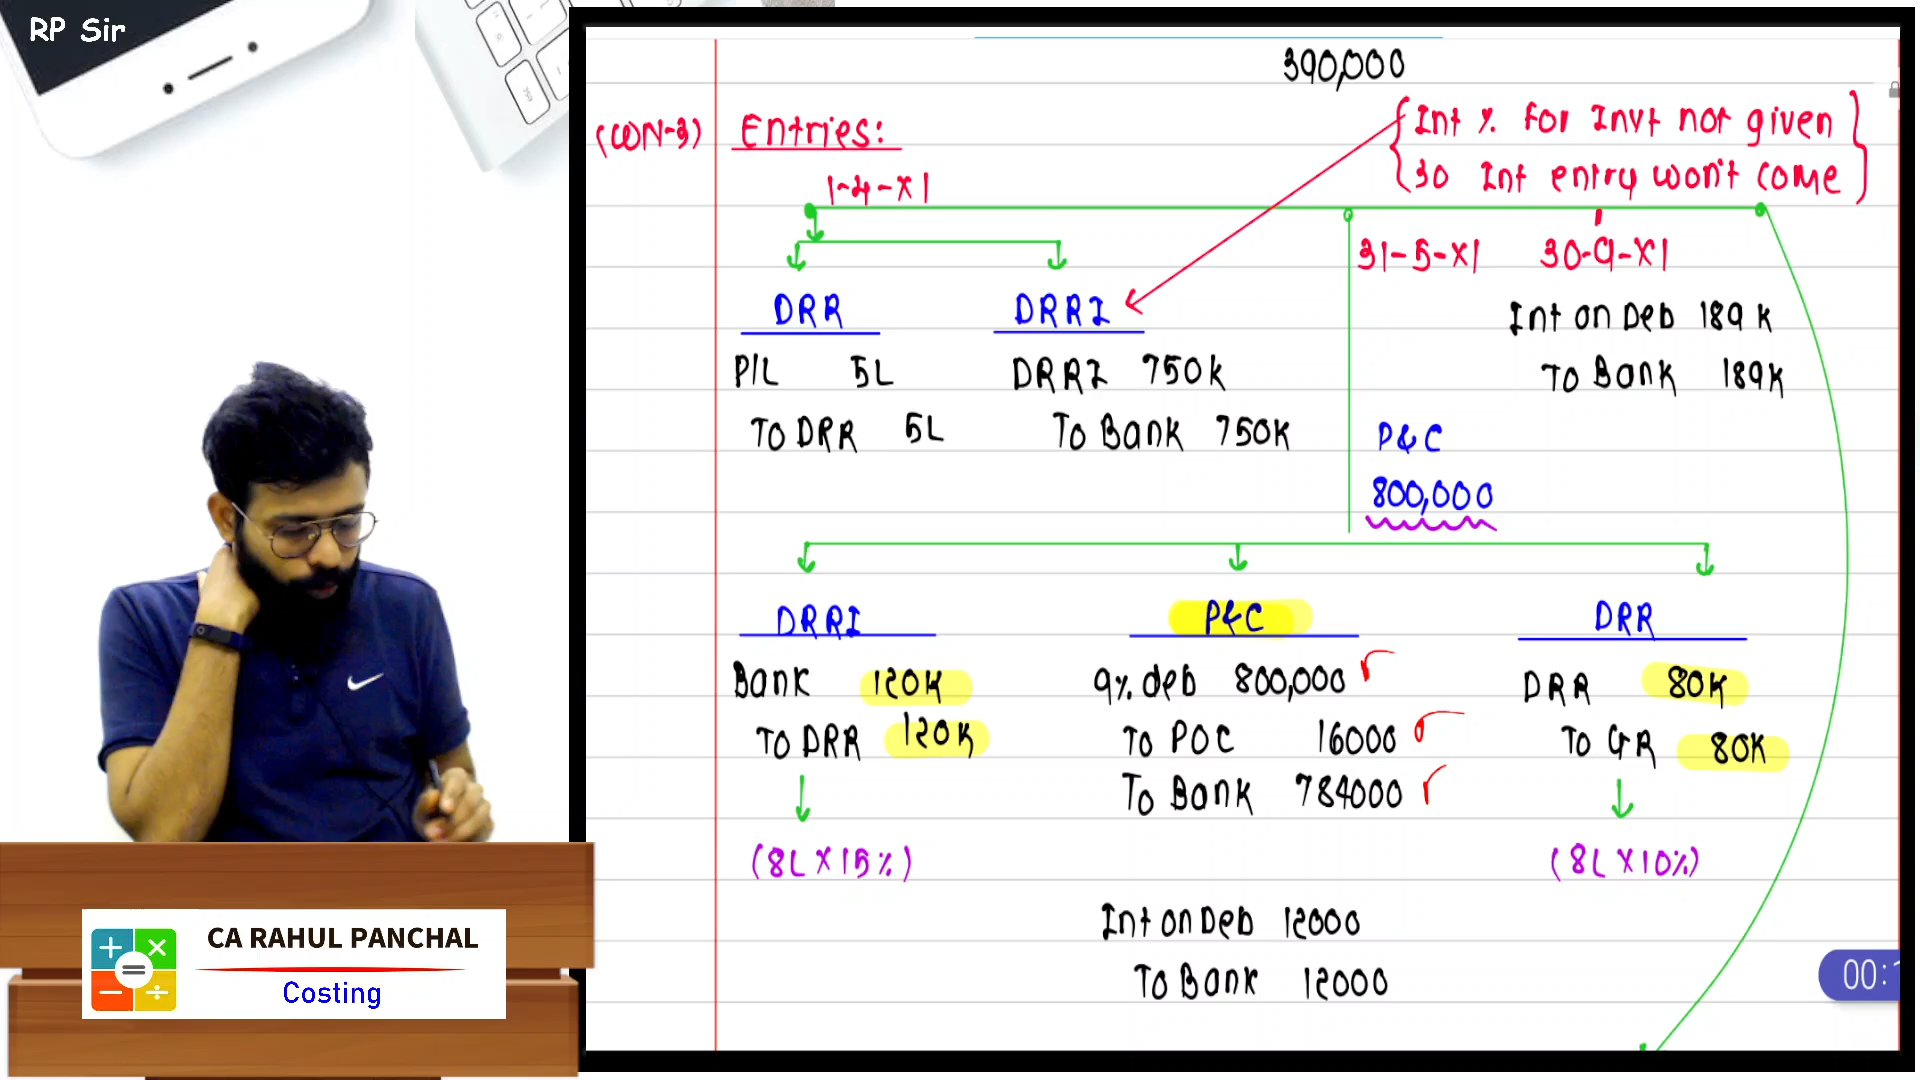 RP Sir
390,000
(WN-3) Entries:
{Int % for Invt not given
30 Int entry won't come}
1-4-X1
31-5-X1 30-9-X1
DRR DRRI
Int on Deb 189K
P/L 5L DRRI 750K
To Bank 189K
To DRR 5L To Bank 750K
P&C
800,000
DRRI P&C DRR
Bank 120K 9% deb 800,000 DRR 80K
To DRR 120K To POC 16000 To GR 80K
To Bank 784000
(8L X 15%) (8L X 10%)
Int on Deb 12000
To Bank 12000
CA RAHUL PANCHAL
Costing